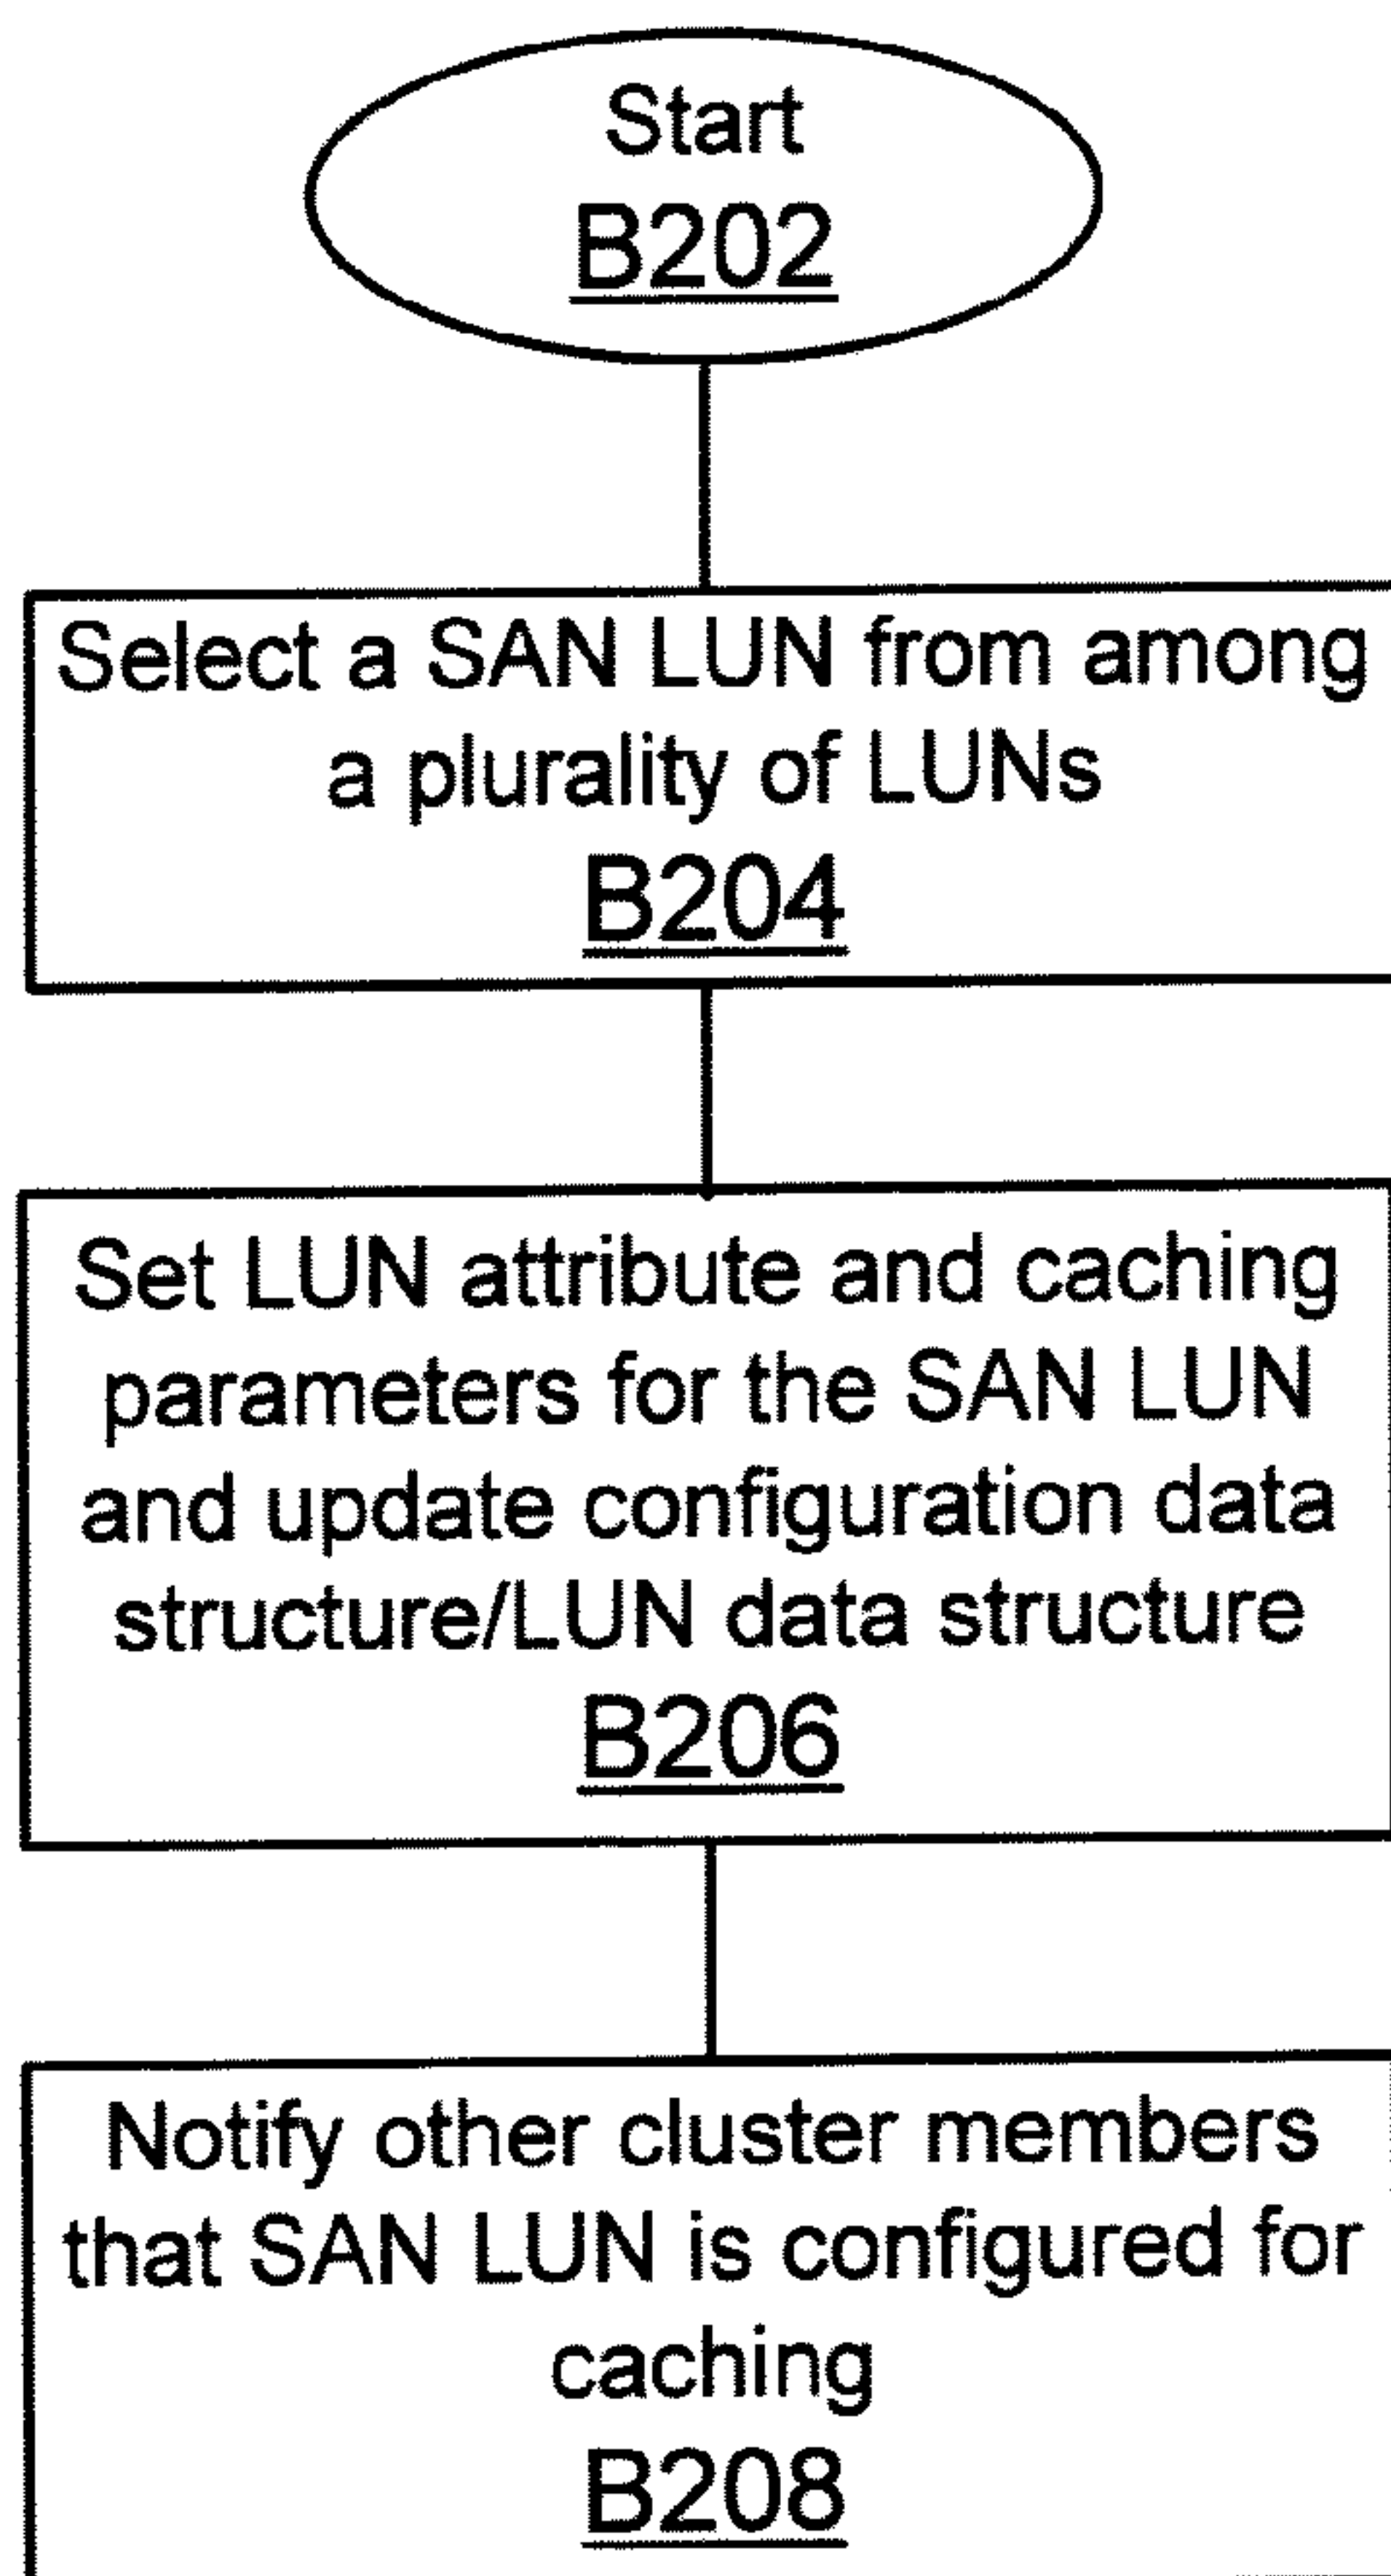 Start
B202
Select a SAN LUN from among
a plurality of LUNs
B204
Set LUN attribute and caching
parameters for the SAN LUN
and update configuration data
structure/LUN data structure
B206
Notify other cluster members
that SAN LUN is configured for
caching
B208